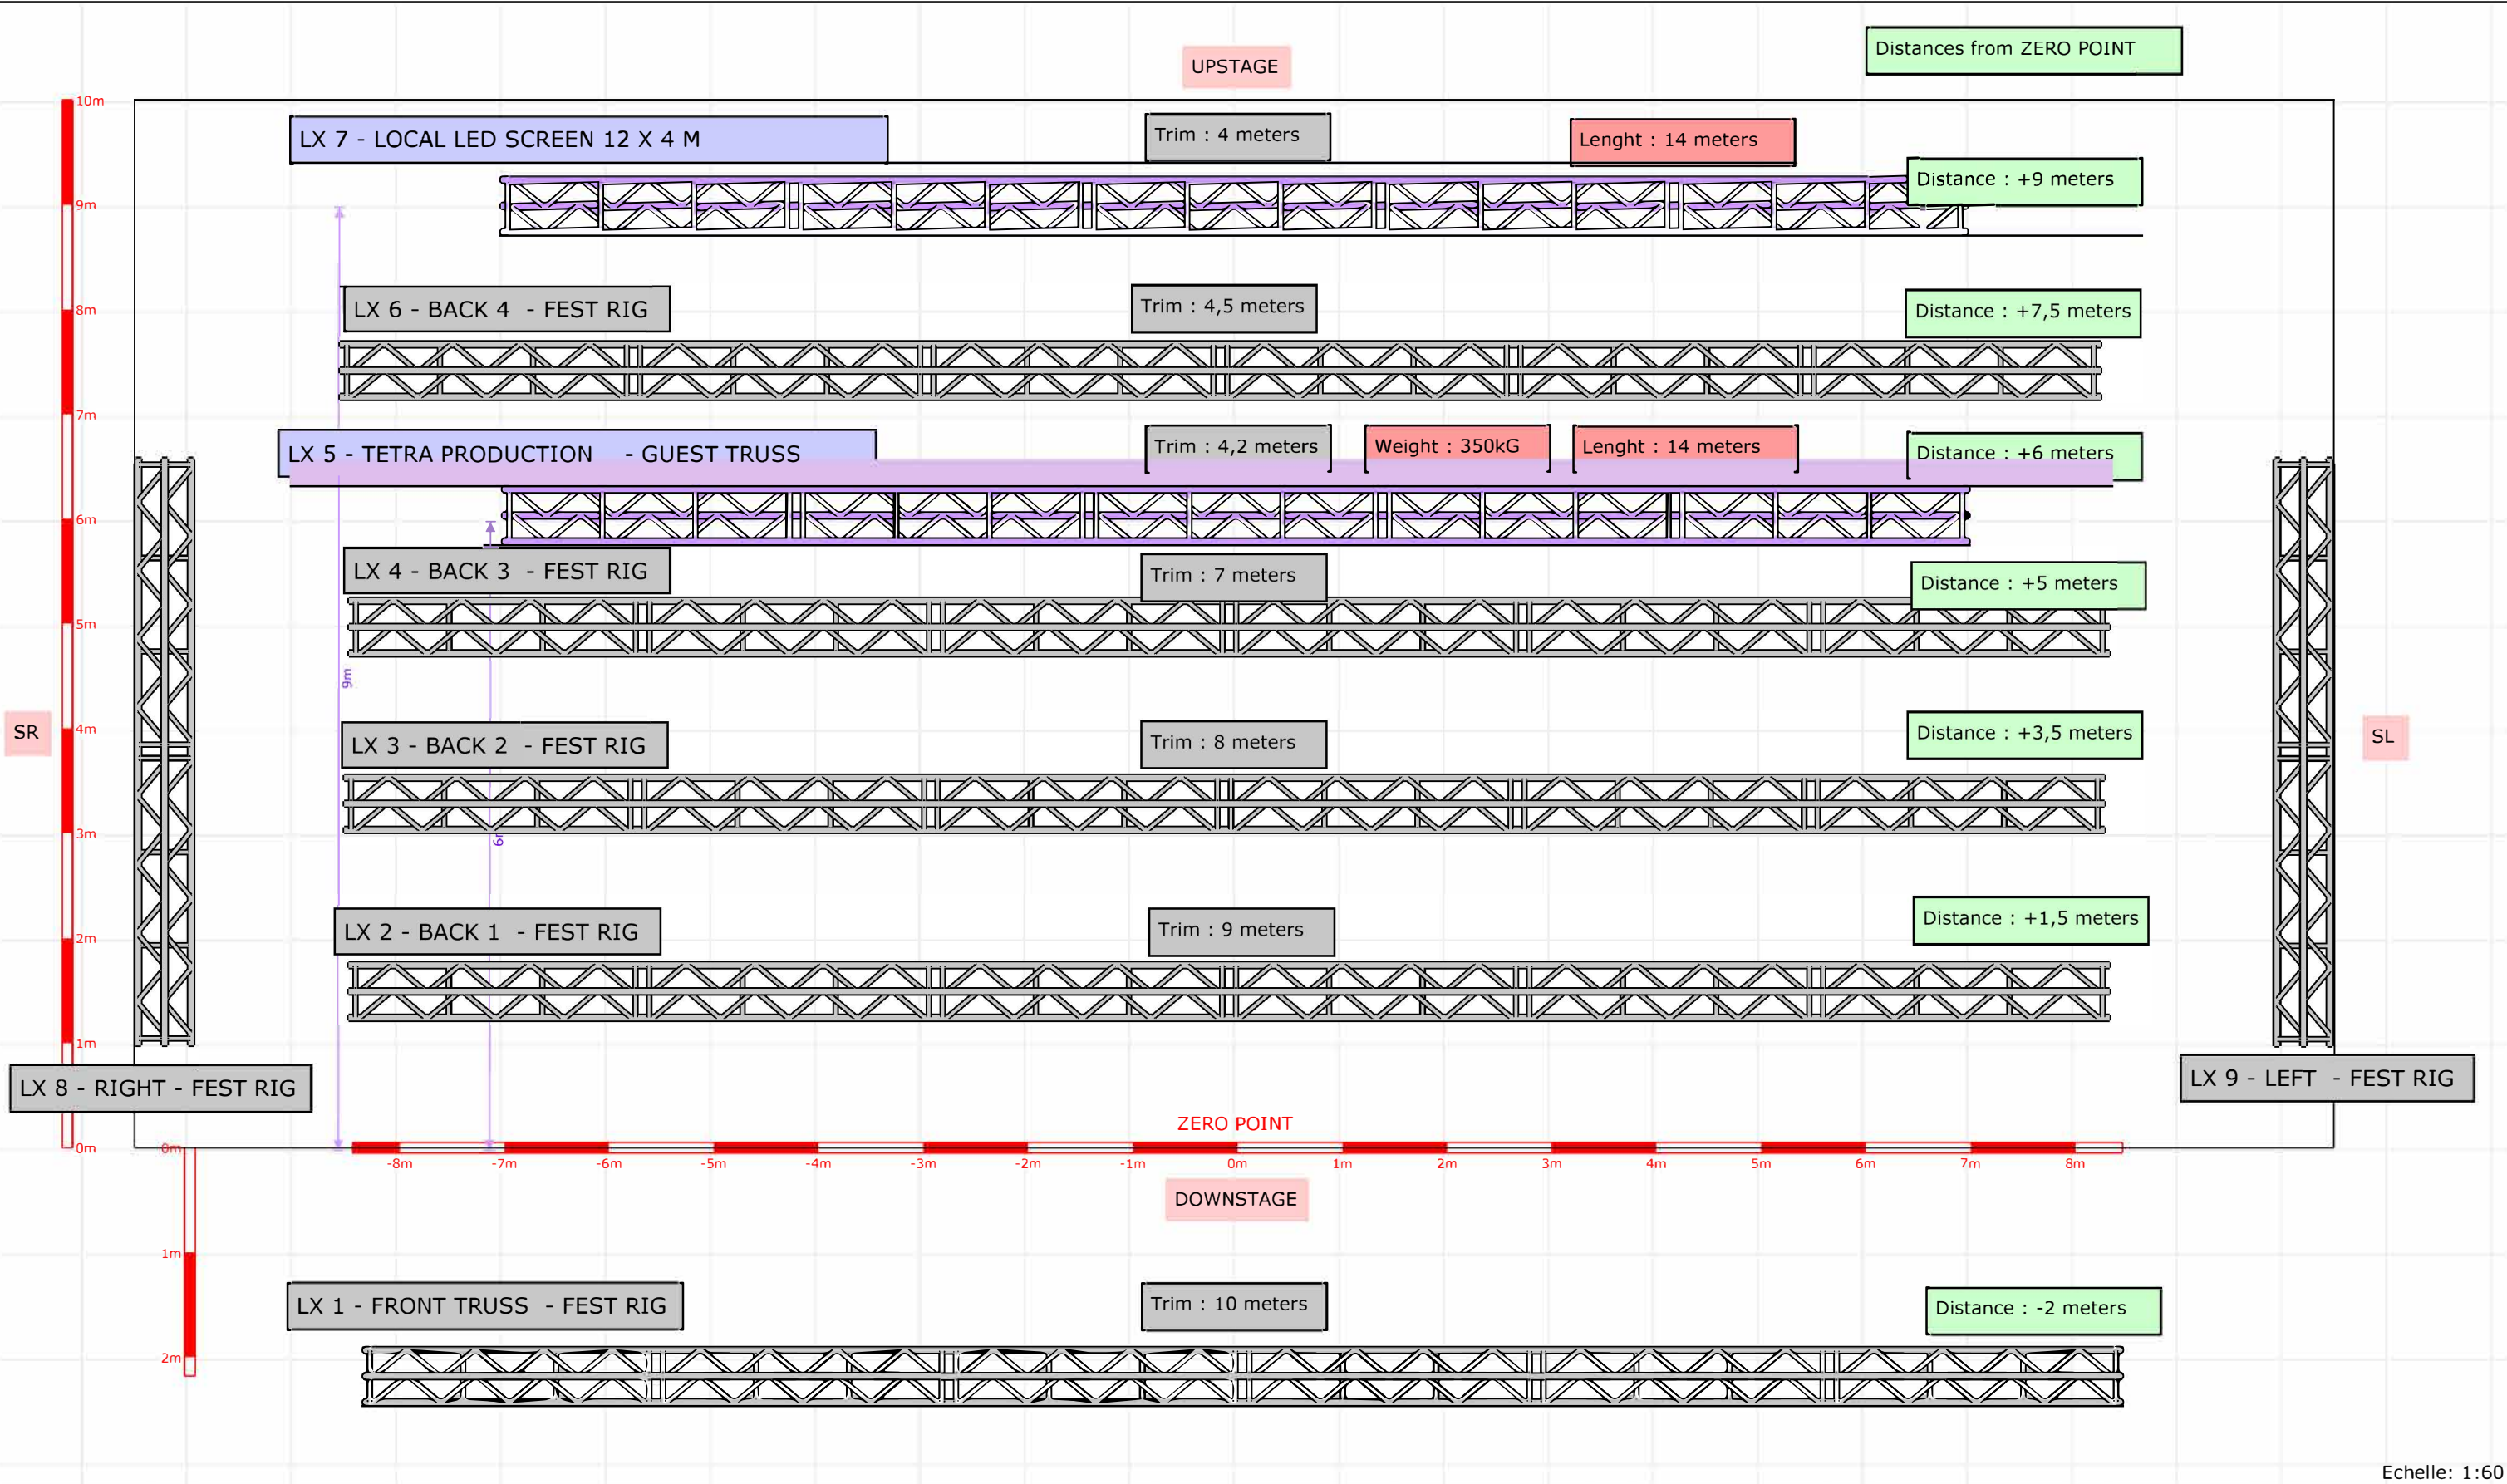 Distances from ZERO POINT
UPSTAGE
10m
LX 7 - LOCAL LED SCREEN 12 X 4 M
Trim : 4 meters
Lenght : 14 meters
Distance : +9 meters
9m
LX 6 - BACK 4 - FEST RIG
Trim : 4,5 meters
Distance : +7,5 meters
8m
7m
LX 5 - TETRA PRODUCTION - GUEST TRUSS
Trim : 4,2 meters
Weight : 350kG
Lenght : 14 meters
Distance : +6 meters
6m
LX 4 - BACK 3 - FEST RIG
Trim : 7 meters
Distance : +5 meters
5m
9m
SR
4m
LX 3 - BACK 2 - FEST RIG
Trim : 8 meters
Distance : +3,5 meters
SL
3m
LX 2 - BACK 1 - FEST RIG
Trim : 9 meters
Distance : +1,5 meters
2m
1m
LX 8 - RIGHT - FEST RIG
LX 9 - LEFT - FEST RIG
ZERO POINT
0m
0m
-8m -7m -6m -5m -4m -3m -2m -1m 0m 1m 2m 3m 4m 5m 6m 7m 8m
DOWNSTAGE
1m
LX 1 - FRONT TRUSS - FEST RIG
Trim : 10 meters
Distance : -2 meters
2m
Echelle: 1:60